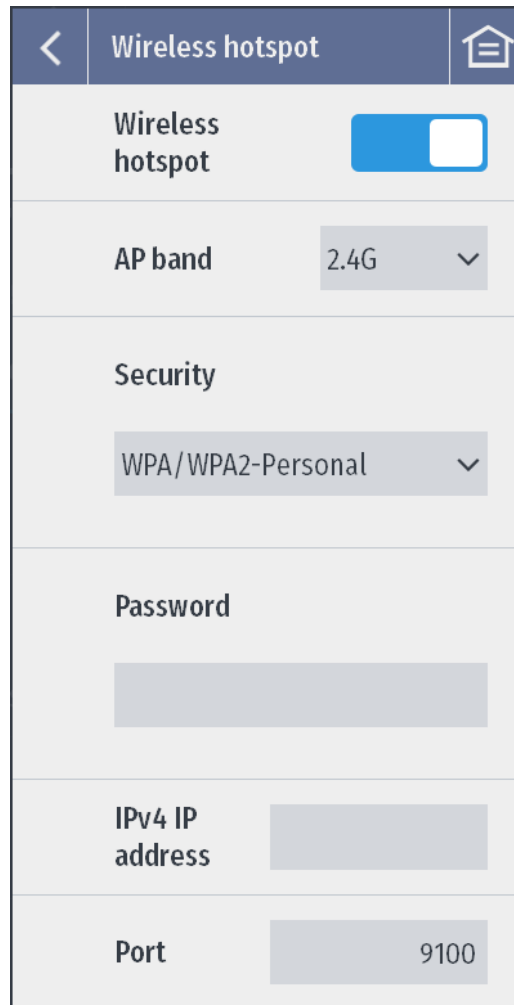 Wireless hotspot
Wireless
hotspot
AP band
2.4G
Security
WPA/WPA2-Personal
Password
IPv4 IP
address
Port
9100